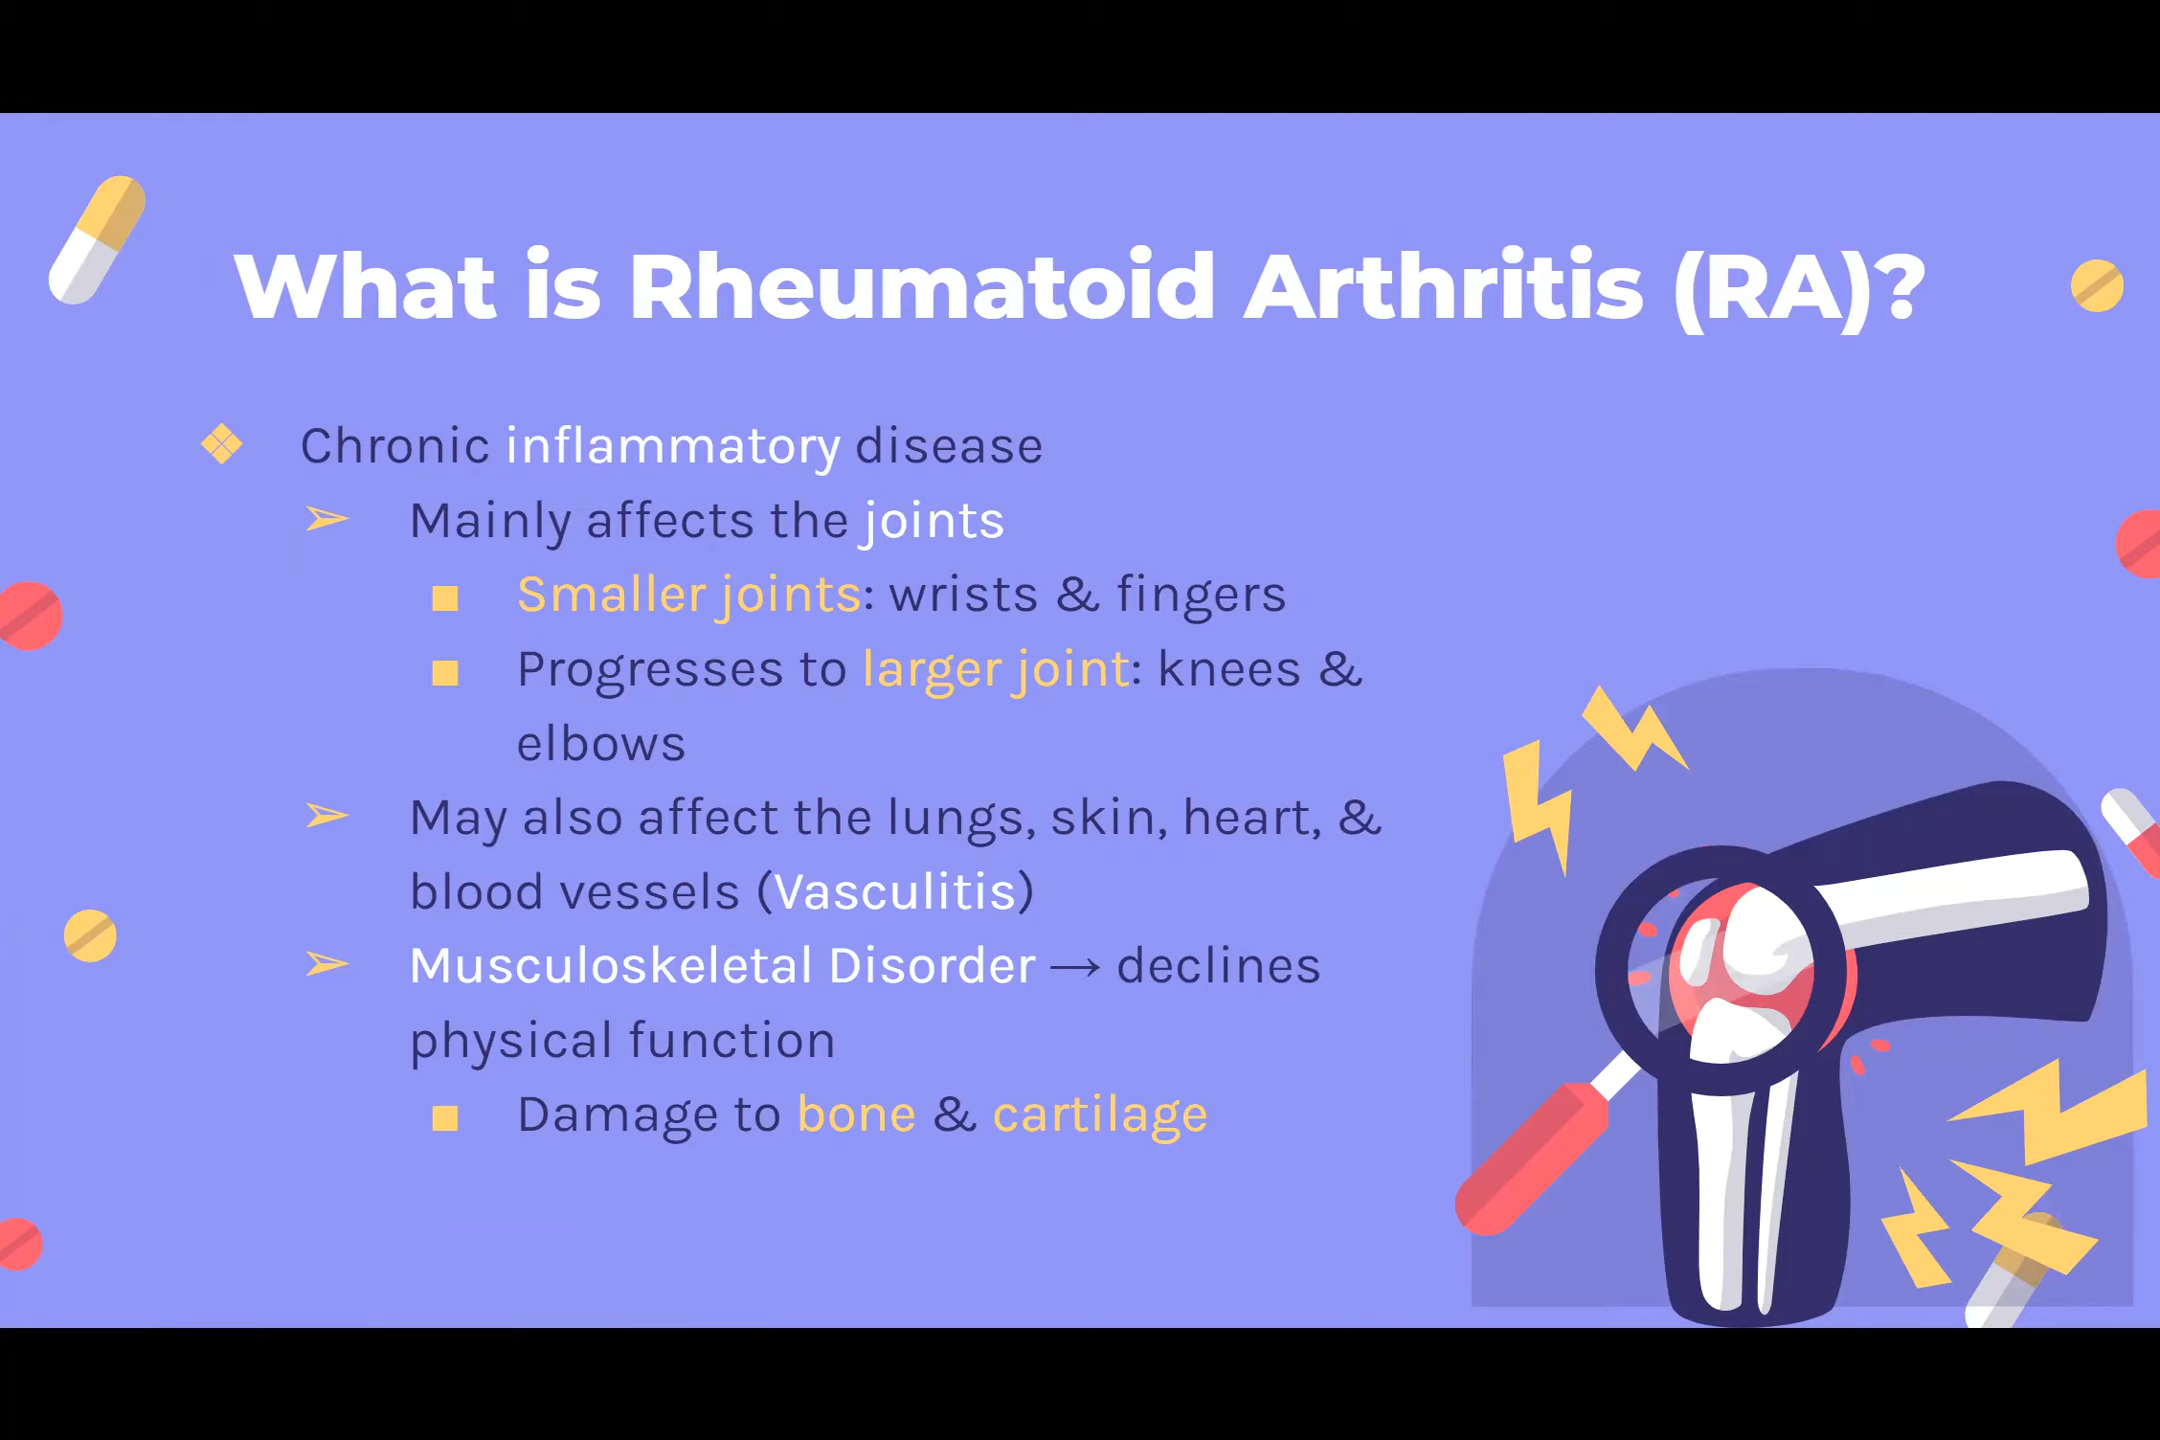 What is Rheumatoid Arthritis (RA)?
❖ Chronic inflammatory disease
➢ Mainly affects the joints
■ Smaller joints: wrists & fingers
■ Progresses to larger joint: knees &
elbows
➢ May also affect the lungs, skin, heart, &
blood vessels (Vasculitis)
➢ Musculoskeletal Disorder → declines
physical function
■ Damage to bone & cartilage